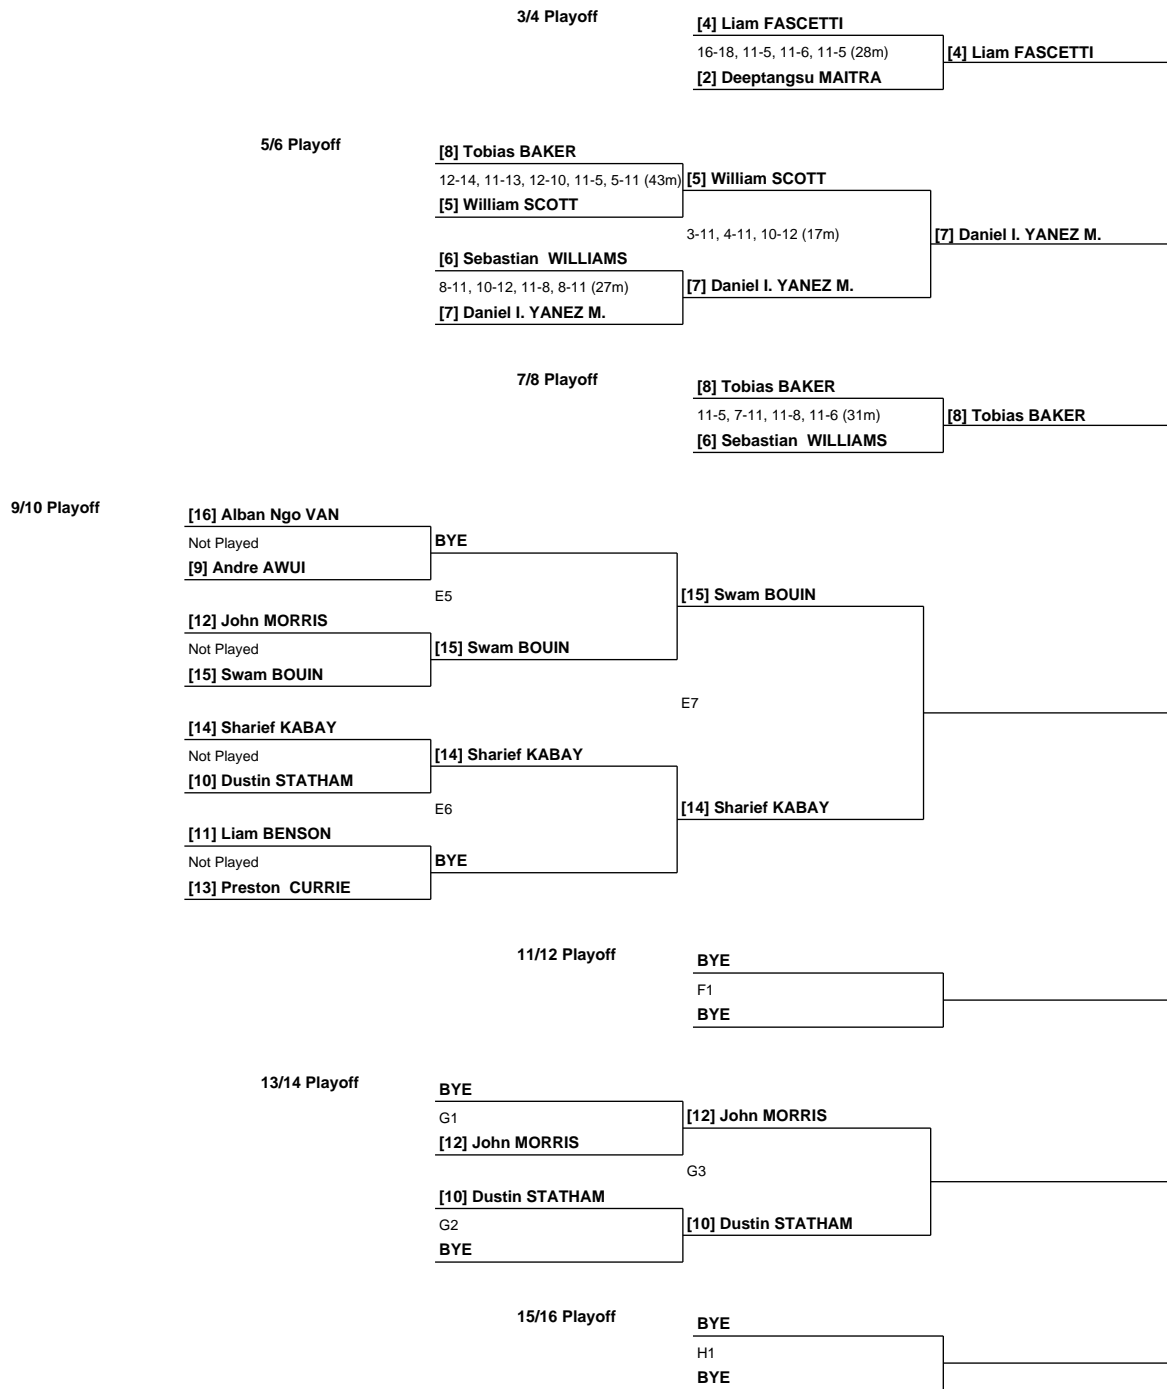 3/4 Playoff
[4] Liam FASCETTI
16-18, 11-5, 11-6, 11-5 (28m)
[4] Liam FASCETTI
[2] Deeptangsu MAITRA
5/6 Playoff
[8] Tobias BAKER
12-14, 11-13, 12-10, 11-5, 5-11 (43m)
[5] William SCOTT
[5] William SCOTT
3-11, 4-11, 10-12 (17m)
[7] Daniel I. YANEZ M.
[6] Sebastian  WILLIAMS
8-11, 10-12, 11-8, 8-11 (27m)
[7] Daniel I. YANEZ M.
[7] Daniel I. YANEZ M.
7/8 Playoff
[8] Tobias BAKER
11-5, 7-11, 11-8, 11-6 (31m)
[8] Tobias BAKER
[6] Sebastian  WILLIAMS
9/10 Playoff
[16] Alban Ngo VAN
Not Played
BYE
[9] Andre AWUI
E5
[15] Swam BOUIN
[12] John MORRIS
Not Played
[15] Swam BOUIN
[15] Swam BOUIN
E7
[14] Sharief KABAY
Not Played
[14] Sharief KABAY
[10] Dustin STATHAM
E6
[14] Sharief KABAY
[11] Liam BENSON
Not Played
BYE
[13] Preston  CURRIE
11/12 Playoff
BYE
F1
BYE
13/14 Playoff
BYE
G1
[12] John MORRIS
[12] John MORRIS
G3
[10] Dustin STATHAM
G2
[10] Dustin STATHAM
BYE
15/16 Playoff
BYE
H1
BYE